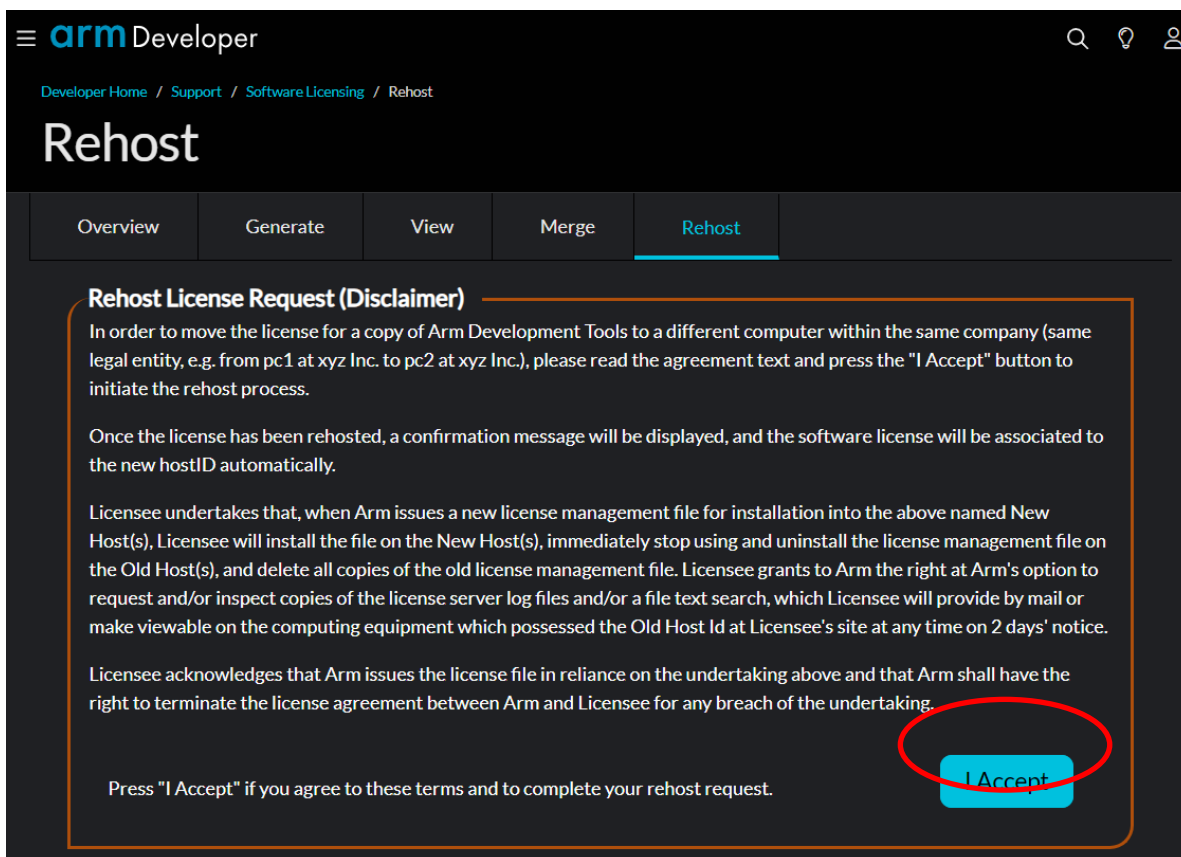 arm Developer
Developer Home / Support / Software Licensing / Rehost
Rehost
Overview Generate View Merge Rehost
Rehost License Request (Disclaimer)
In order to move the license for a copy of Arm Development Tools to a different computer within the same company (same
legal entity, e.g. from pc1 at xyz Inc. to pc2 at xyz Inc.), please read the agreement text and press the "I Accept" button to
initiate the rehost process.
Once the license has been rehosted, a confirmation message will be displayed, and the software license will be associated to
the new hostID automatically.
Licensee undertakes that, when Arm issues a new license management file for installation into the above named New
Host(s), Licensee will install the file on the New Host(s), immediately stop using and uninstall the license management file on
the Old Host(s), and delete all copies of the old license management file. Licensee grants to Arm the right at Arm's option to
request and/or inspect copies of the license server log files and/or a file text search, which Licensee will provide by mail or
make viewable on the computing equipment which possessed the Old Host Id at Licensee's site at any time on 2 days' notice.
Licensee acknowledges that Arm issues the license file in reliance on the undertaking above and that Arm shall have the
right to terminate the license agreement between Arm and Licensee for any breach of the undertaking.
Press "I Accept" if you agree to these terms and to complete your rehost request.
I Accept